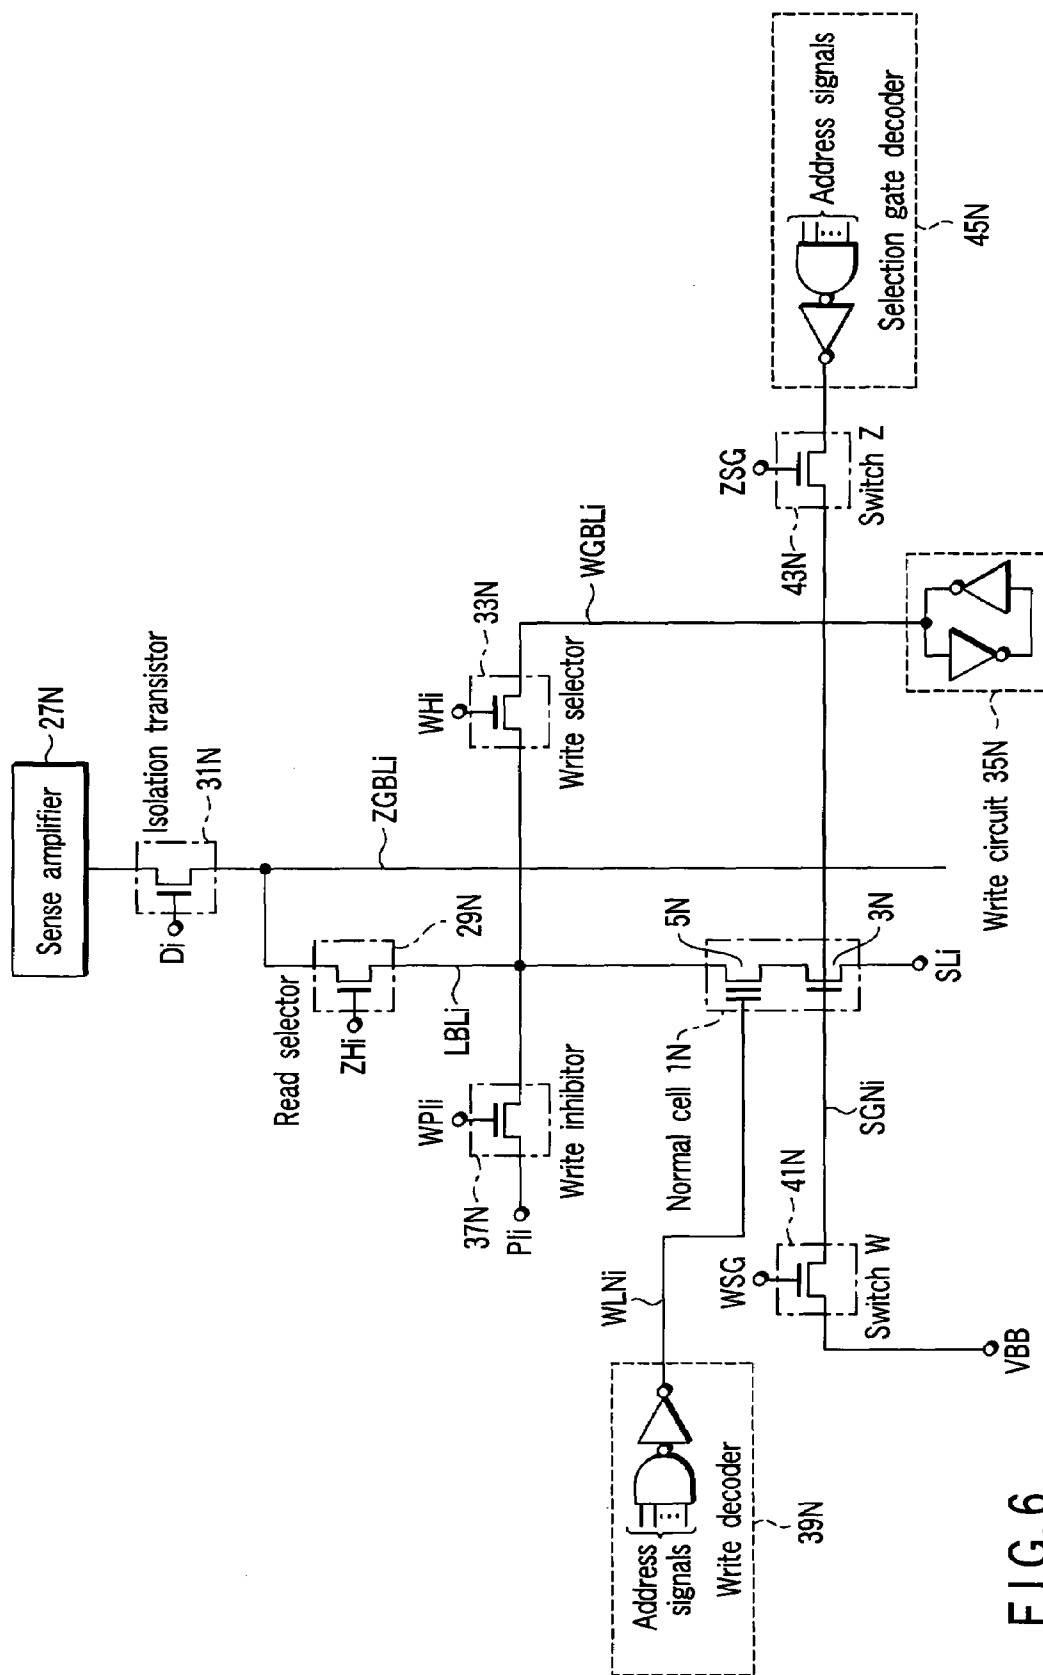 Sense amplifier
27N
Isolation transistor
31N
Di
ZGBLi
Read selector
29N
ZHi
LBLi
WHi
33N
Write selector
WGBLi
WPIi
37N
Write inhibitor
PIi
Normal cell 1N
5N
3N
SLi
SGNi
WLNi
Address
signals
Write decoder
39N
WSG
41N
Switch W
VBB
ZSG
43N
Switch Z
Address signals
Selection gate decoder
45N
Write circuit 35N
FIG. 6